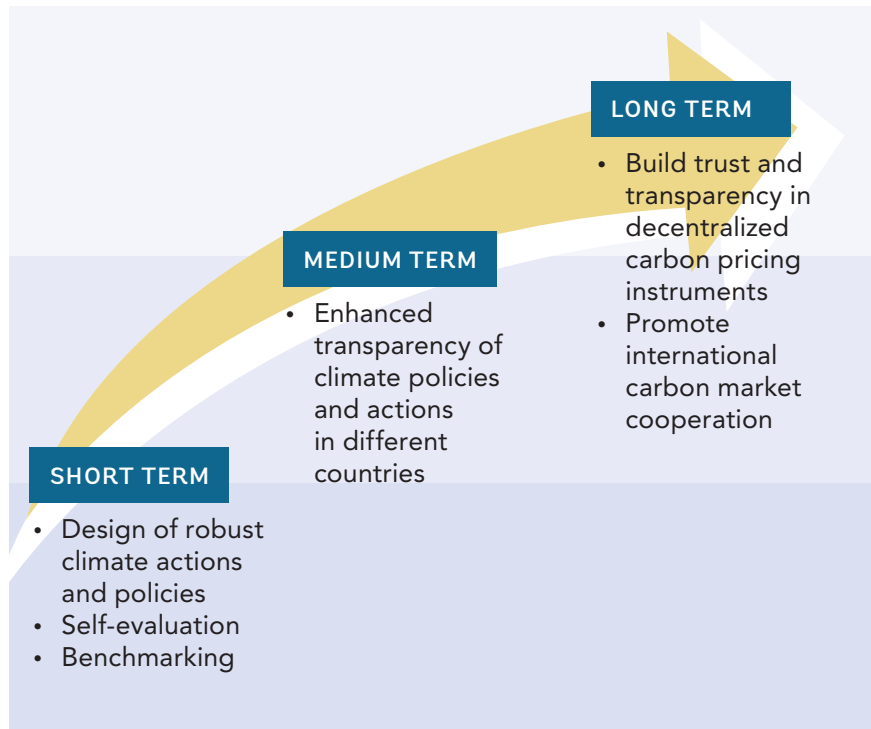 LONG TERM
• Build trust and
transparency in
decentralized
carbon pricing
instruments
• Promote
international
carbon market
cooperation
MEDIUM TERM
• Enhanced
transparency of
climate policies
and actions
in different
countries
SHORT TERM
• Design of robust
climate actions
and policies
• Self-evaluation
• Benchmarking